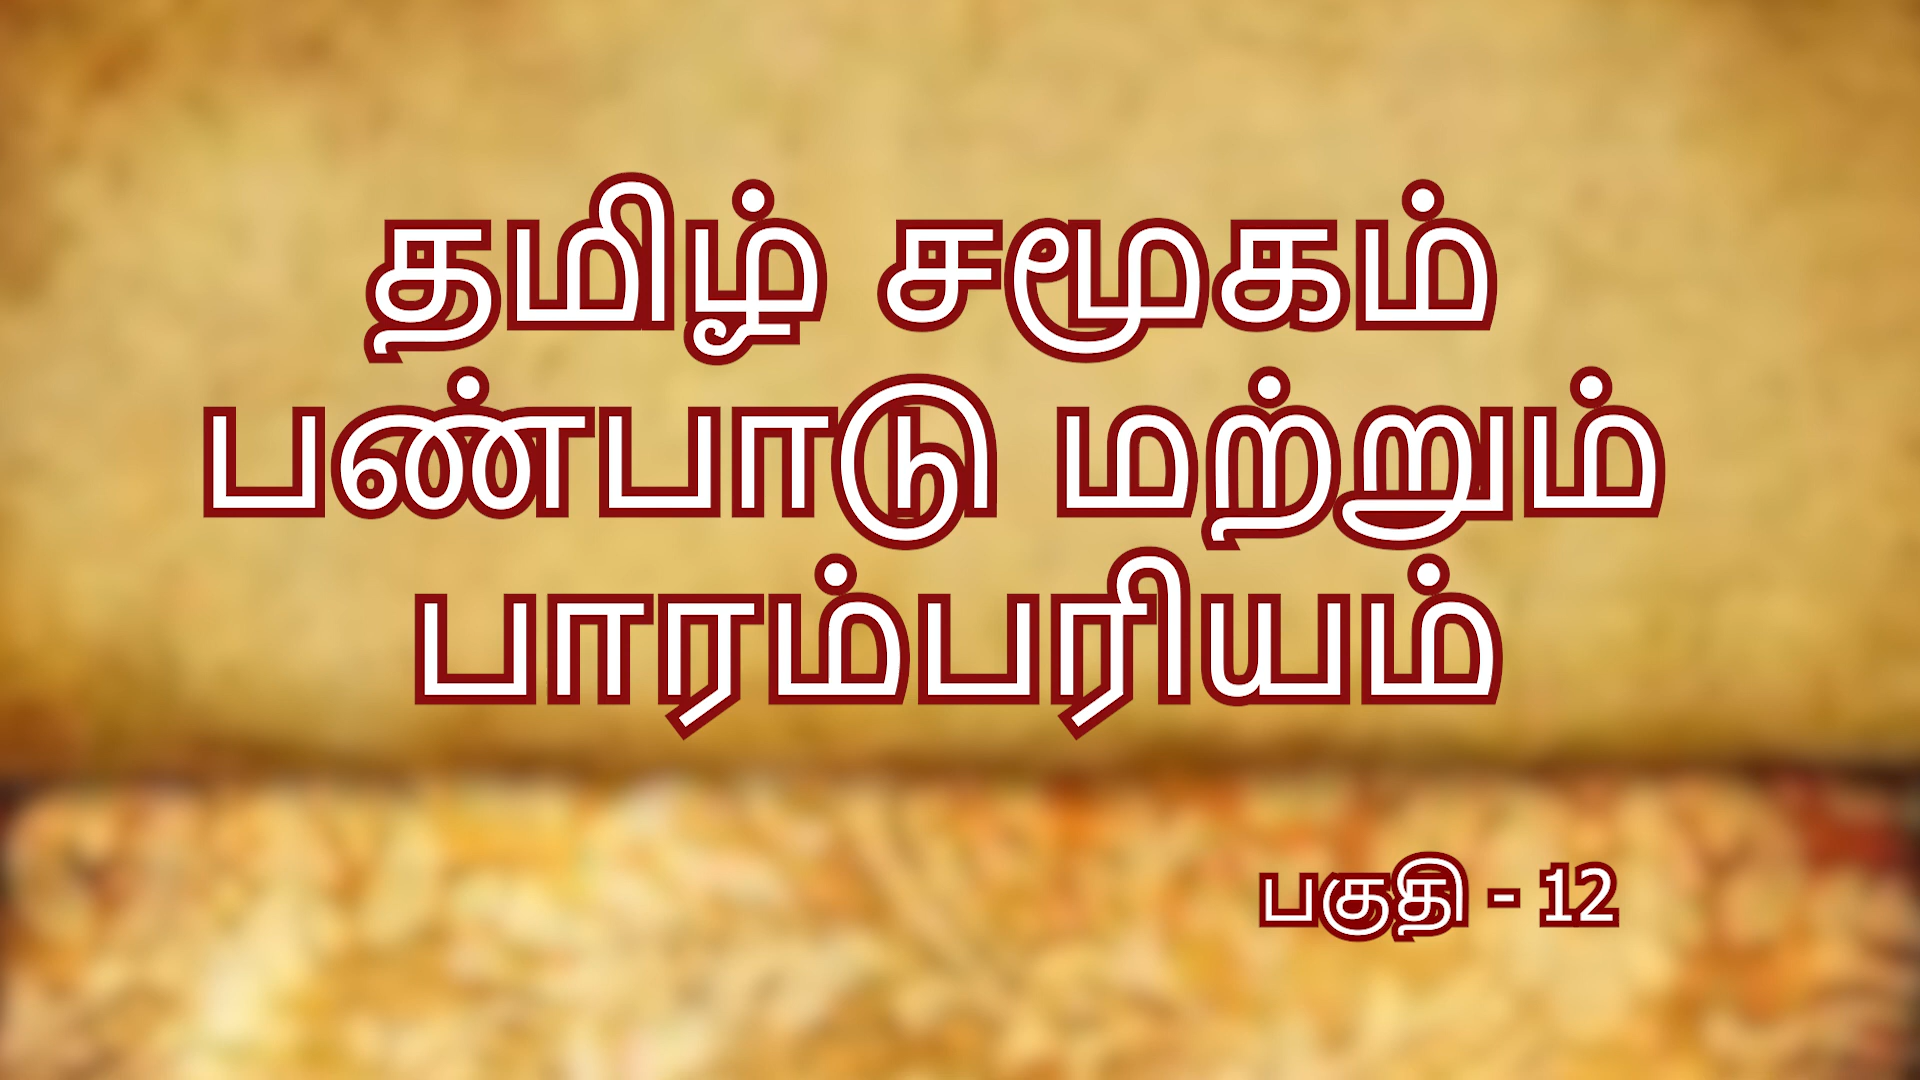 தமிழ் சமூகம்
பண்பாடு மற்றும்
பாரம்பரியம்
பகுதி - 12